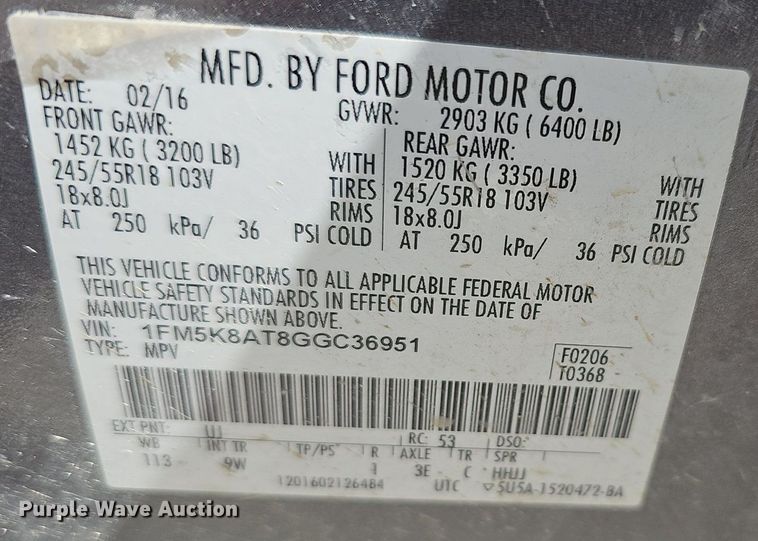 MFD. BY FORD MOTOR CO.
DATE: 02/16 GVWR: 2903 KG ( 6400 LB)
FRONT GAWR: REAR GAWR:
1452 KG ( 3200 LB) WITH 1520 KG ( 3350 LB) WITH
245/55R18 103V TIRES 245/55R18 103V TIRES
18x8.0J RIMS 18x8.0J RIMS
AT 250 kPa/ 36 PSI COLD AT 250 kPa/ 36 PSI COLD
THIS VEHICLE CONFORMS TO ALL APPLICABLE FEDERAL MOTOR
VEHICLE SAFETY STANDARDS IN EFFECT ON THE DATE OF
MANUFACTURE SHOWN ABOVE.
VIN: 1FM5K8AT8GGC36951
TYPE: MPV
F0206
T0368
EXT PNT: UJ RC: 53 DSO:
WB INT TR TP/PS R AXLE TR SPR
113 9W 3E C HHJJ
1201602126484 UTC 5U5A-1520472-BA
Purple Wave Auction